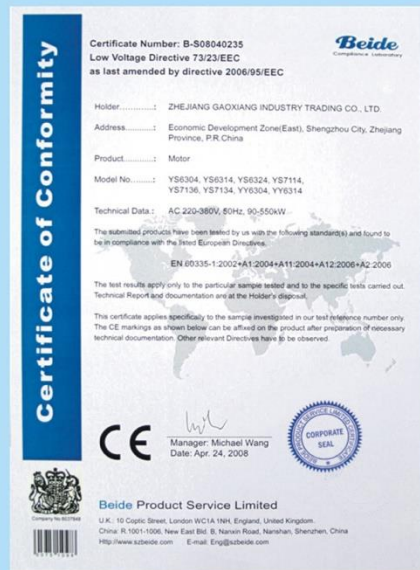 Certificate of Conformity
Beide
Compliance Laboratory
Certificate Number: B-S08040235
Low Voltage Directive 73/23/EEC
as last amended by directive 2006/95/EEC
Holder............: ZHEJIANG GAOXIANG INDUSTRY TRADING CO., LTD.
Address...........: Economic Development Zone(East), Shengzhou City, Zhejiang
Province, P.R.China
Product...........: Motor
Model No.........: YS6304, YS6314, YS6324, YS7114,
YS7136, YS7134, YY6304, YY6314
Technical Data.: AC 220-380V, 50Hz, 90-550kW
The submitted products have been tested by us with the following standard(s) and found to
be in compliance with the listed European Directives.
EN 60335-1:2002+A1:2004+A11:2004+A12:2006+A2:2006
The test results apply only to the particular sample tested and to the specific tests carried out.
Technical Report and documentation are at the Holder's disposal.
This certificate applies specifically to the sample investigated in our test reference number only.
The CE markings as shown below can be affixed on the product after preparation of necessary
technical documentation. Other relevant Directives have to be observed.
CE
Manager: Michael Wang
Date: Apr. 24, 2008
CORPORATE
SEAL
Beide Product Service Limited
U.K.: 10 Coptic Street, London WC1A 1NH, England, United Kingdom.
China: R.1001-1006, New East Bld. B, Nanxin Road, Nanshan, Shenzhen, China
Http://www.szbeide.com E-mail: Eng@szbeide.com